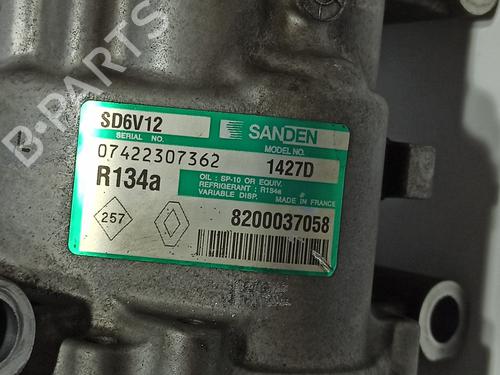 SD6V12
SANDEN
SERIAL NO.
MODEL NO.
07422307362
1427D
R134a
OIL : SP-10 OR EQUIV.
REFRIGERANT : R134a
VARIABLE DISP. MADE IN FRANCE
257
8200037058
B-PARTS